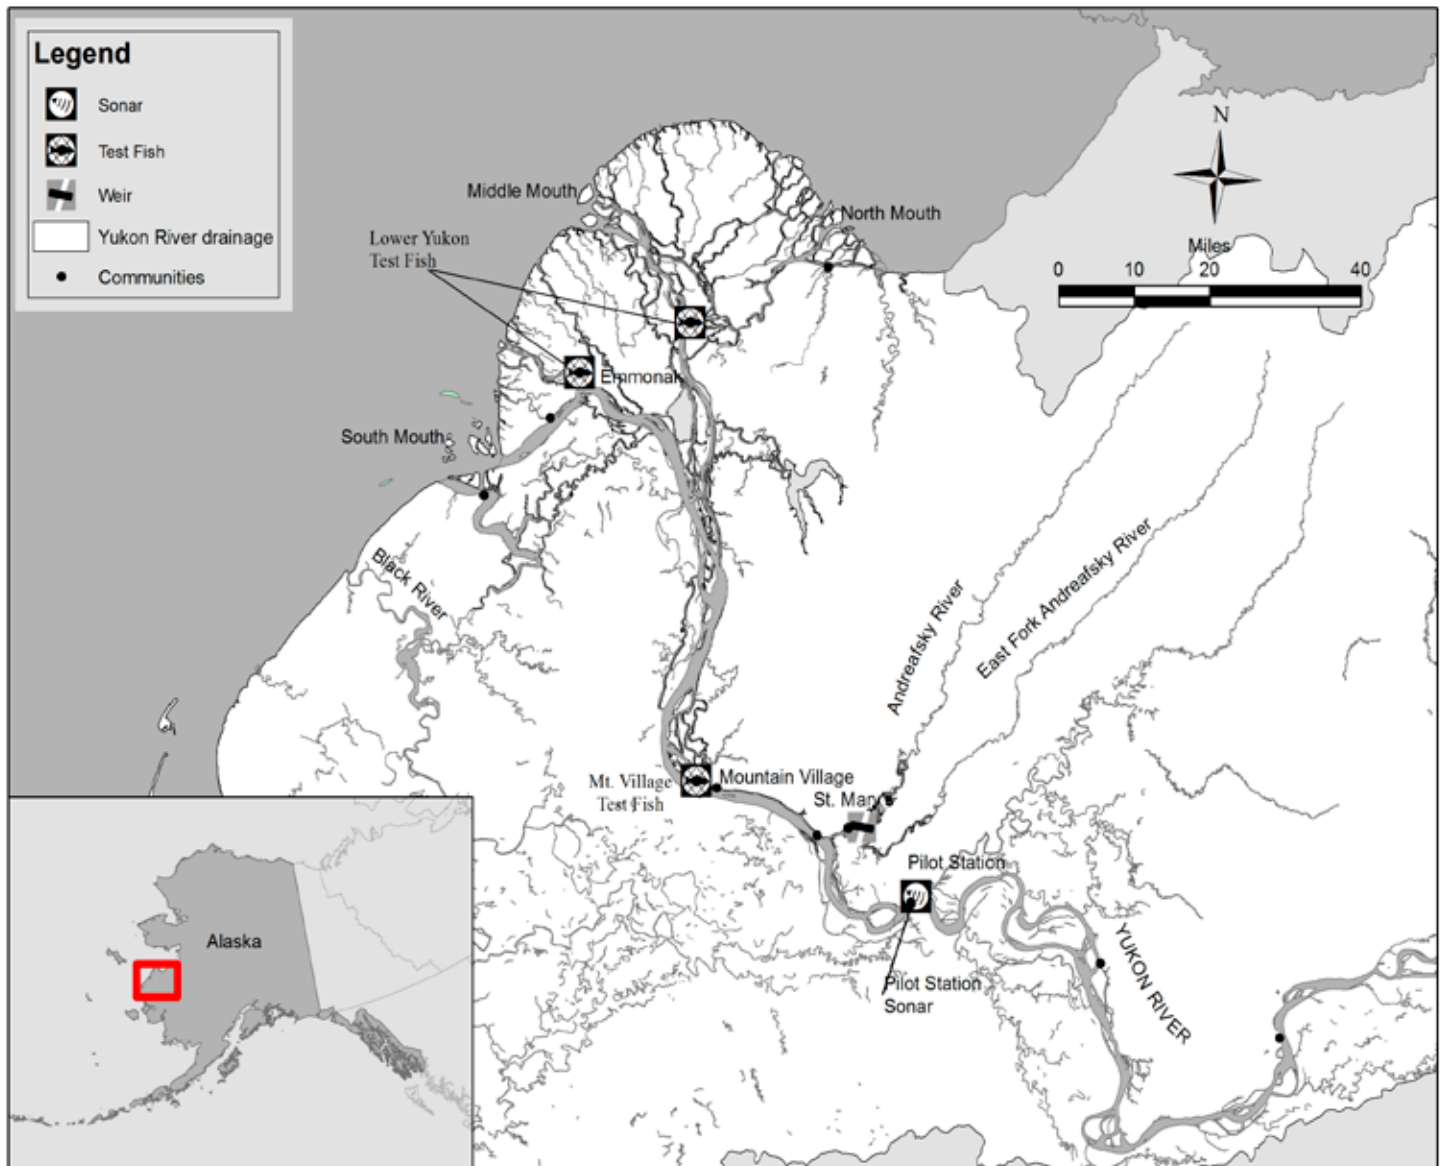 Legend
Sonar
Test Fish
Weir
Yukon River drainage
Communities
N
Miles
0 10 20 40
Middle Mouth
North Mouth
Lower Yukon
Test Fish
Emmonak
South Mouth
Black River
Andreafsky River
East Fork Andreafsky River
Mt. Village
Test Fish
Mountain Village
St. Mary's
Pilot Station
Pilot Station
Sonar
YUKON RIVER
Alaska